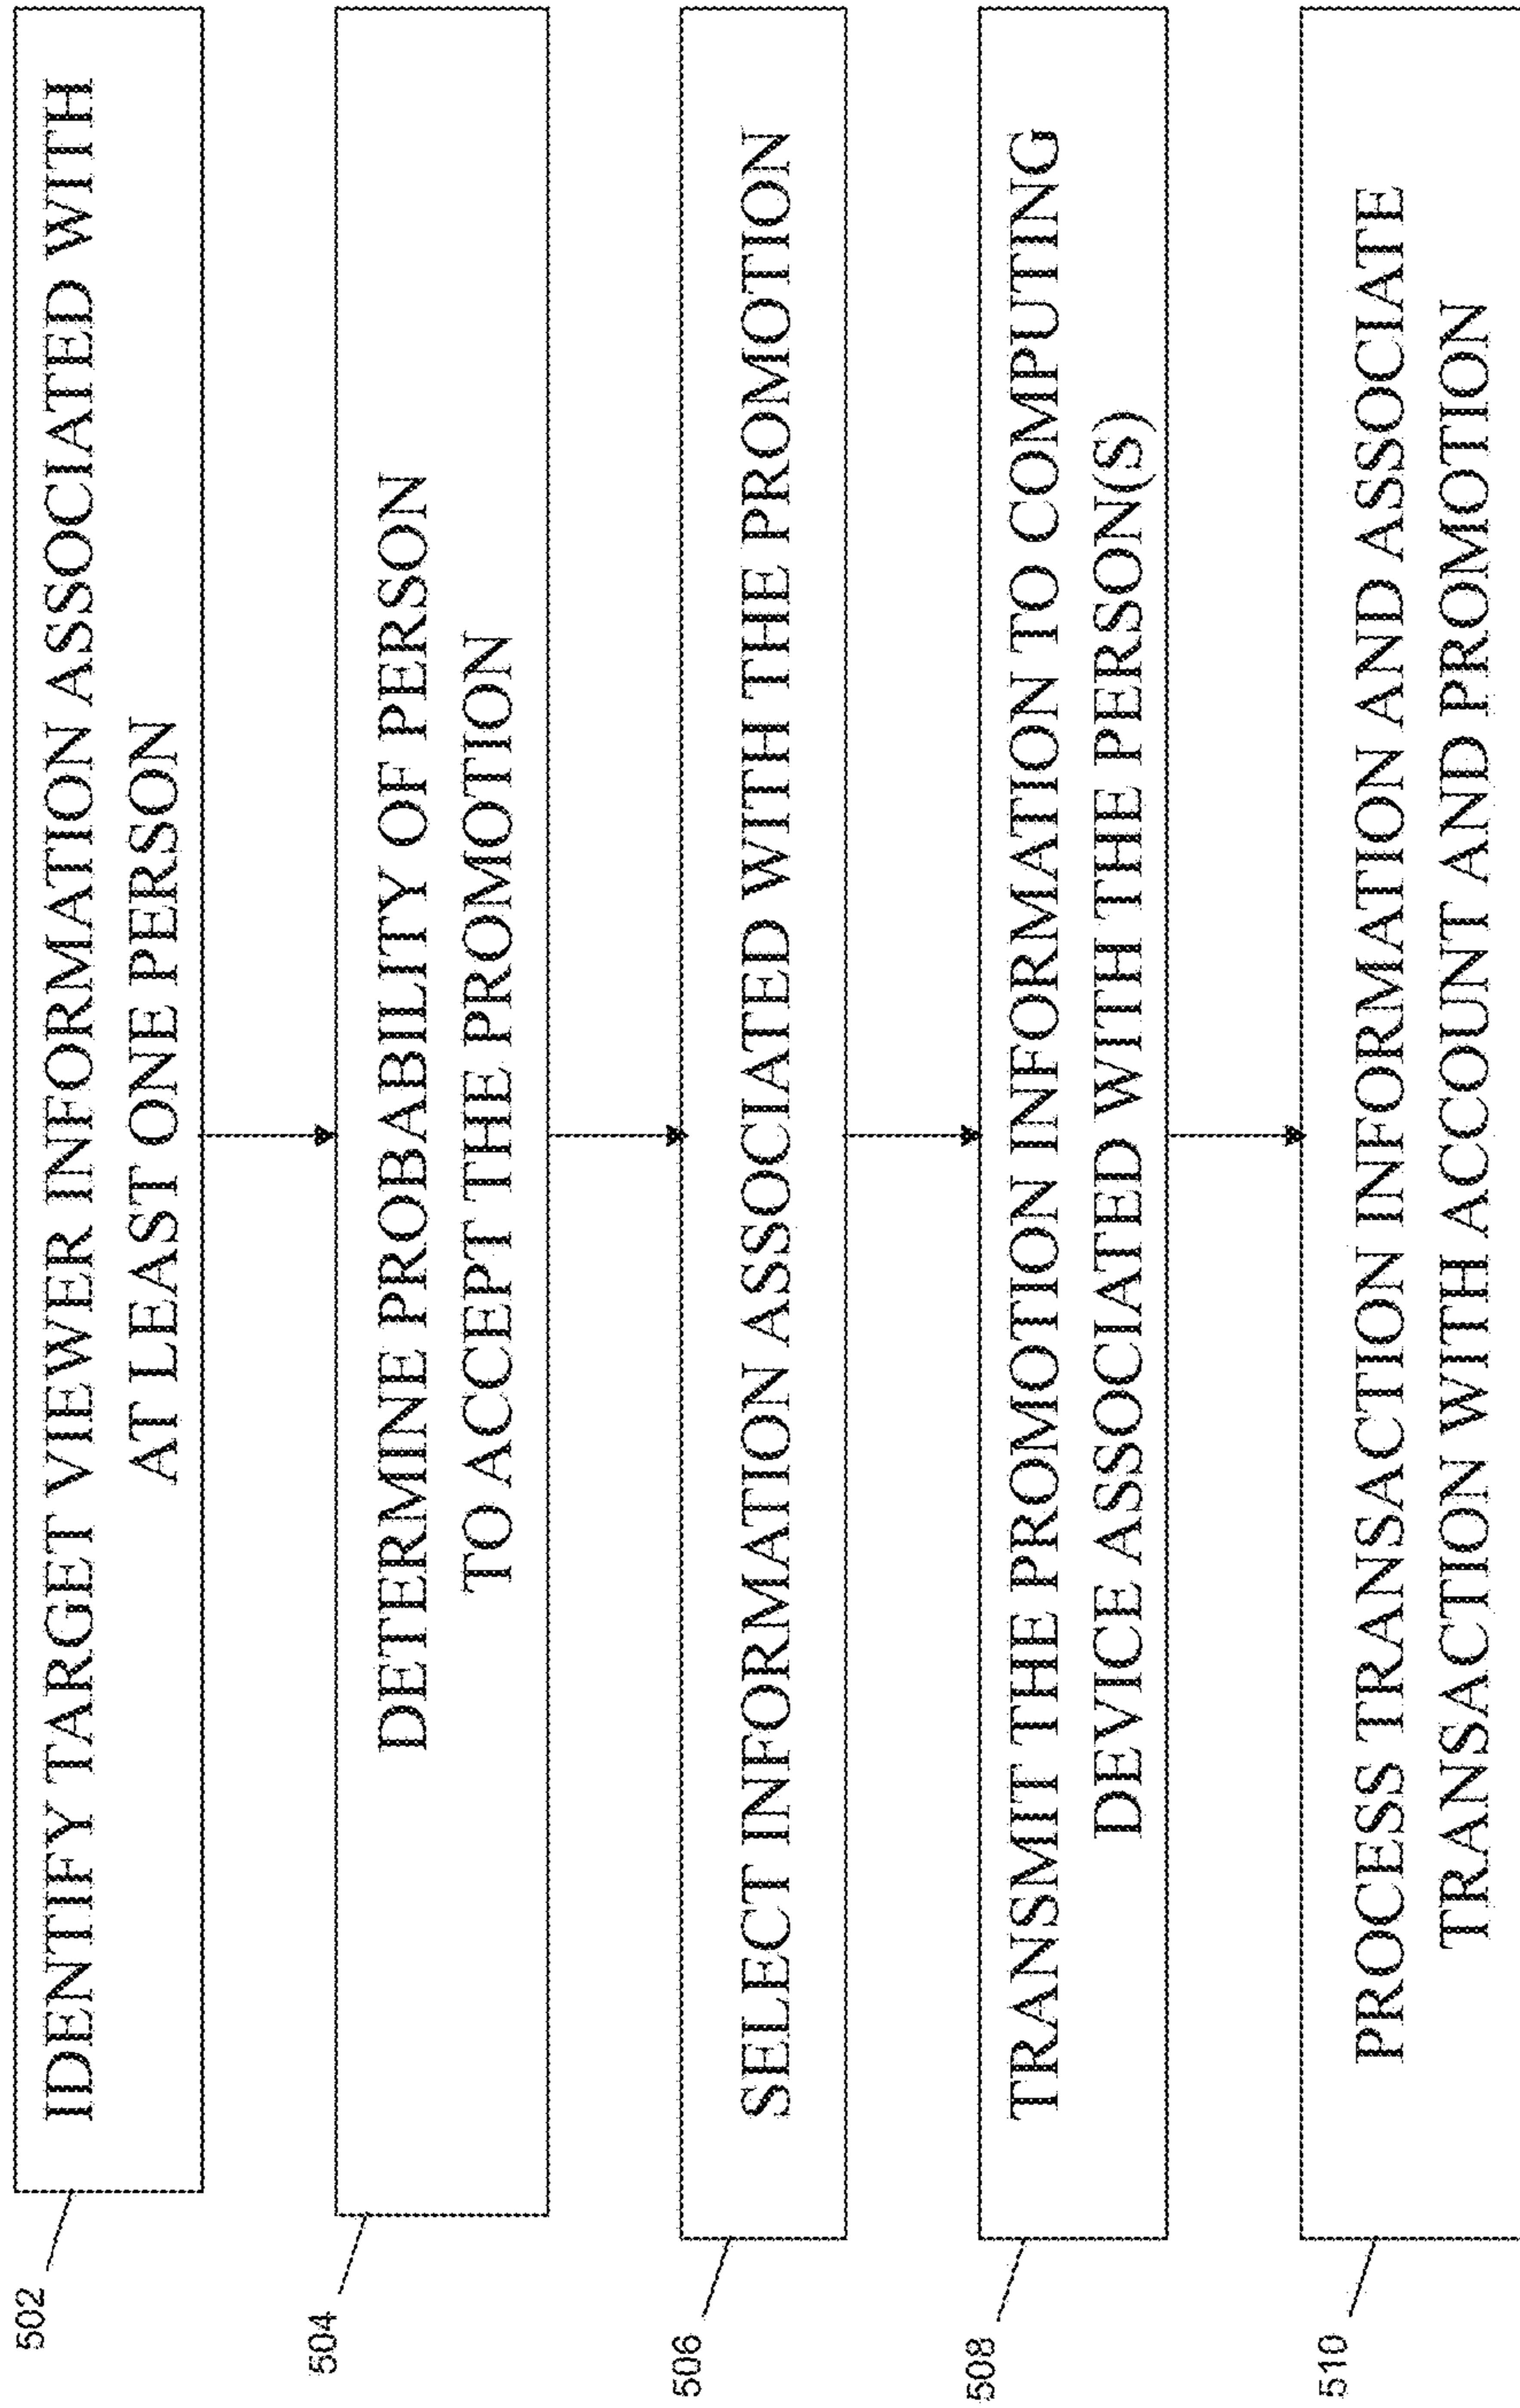 502
IDENTIFY TARGET VIEWER INFORMATION ASSOCIATED WITH
AT LEAST ONE PERSON
504
DETERMINE PROBABILITY OF PERSON
TO ACCEPT THE PROMOTION
506
SELECT INFORMATION ASSOCIATED WITH THE PROMOTION
508
TRANSMIT THE PROMOTION INFORMATION TO COMPUTING
DEVICE ASSOCIATED WITH THE PERSON(S)
510
PROCESS TRANSACTION INFORMATION AND ASSOCIATE
TRANSACTION WITH ACCOUNT AND PROMOTION